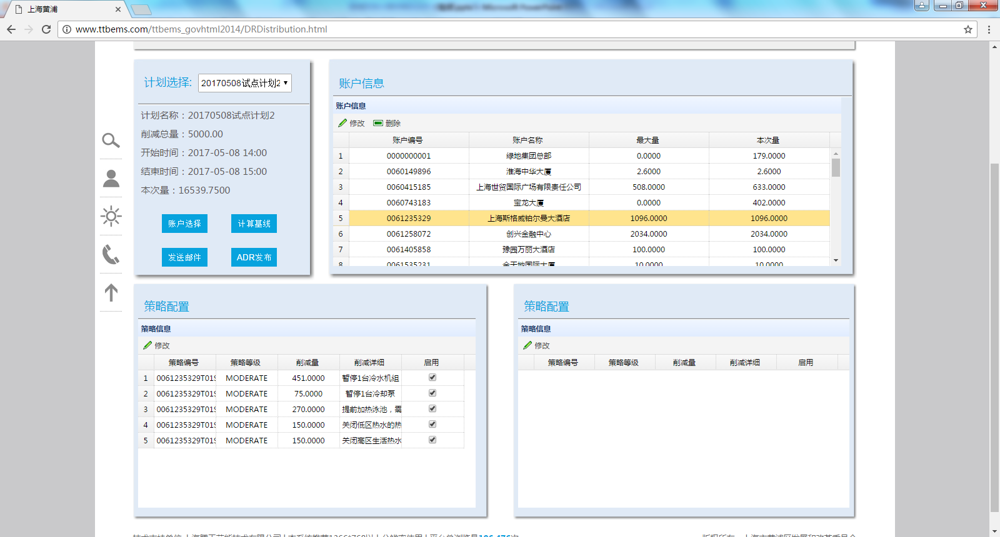 上海黄浦
www.ttbems.com/ttbems_govhtml2014/DRDistribution.html
计划选择: 20170508试点计划2
计划名称：20170508试点计划2
削减总量：5000.00
开始时间：2017-05-08 14:00
结束时间：2017-05-08 15:00
本次量：16539.7500
账户选择 计算基线
发送邮件 ADR发布
账户信息
账户信息
修改 删除
账户编号 账户名称 最大量 本次量
1 0000000001 绿地集团总部 0.0000 179.0000
2 0060149896 淮海中华大厦 2.6000 2.6000
3 0060415185 上海世贸国际广场有限责任公司 508.0000 633.0000
4 0060743183 宝龙大厦 0.0000 402.0000
5 0061235329 上海斯格威铂尔曼大酒店 1096.0000 1096.0000
6 0061258072 创兴金融中心 2034.0000 2034.0000
7 0061405858 豫园万丽大酒店 100.0000 100.0000
8 0061535231 金天地国际大厦 10.0000 10.0000
策略配置
策略信息
修改
策略编号 策略等级 削减量 削减详细 启用
1 0061235329T019 MODERATE 451.0000 暂停1台冷水机组
2 0061235329T019 MODERATE 75.0000 暂停1台冷却泵
3 0061235329T019 MODERATE 270.0000 提前加热泳池，需
4 0061235329T019 MODERATE 150.0000 关闭低区热水的热
5 0061235329T019 MODERATE 150.0000 关闭高区生活热水
策略配置
策略信息
修改
策略编号 策略等级 削减量 削减详细 启用